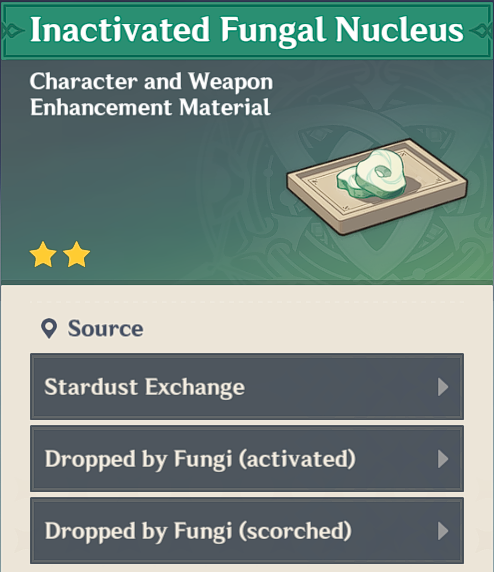 Inactivated Fungal Nucleus
Character and Weapon
Enhancement Material
Source
Stardust Exchange
Dropped by Fungi (activated)
Dropped by Fungi (scorched)